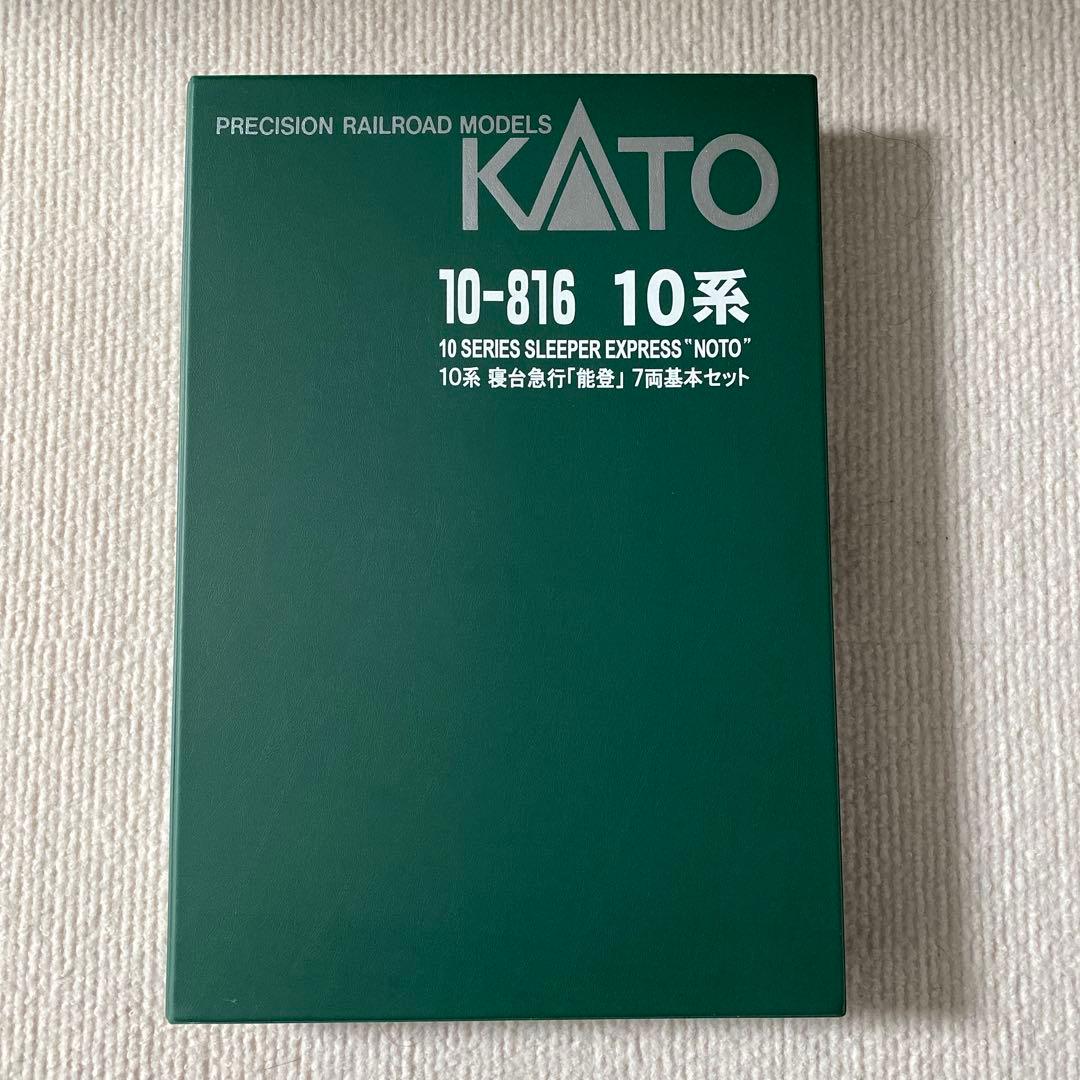 PRECISION RAILROAD MODELS
KATO
10-816 10系
10 SERIES SLEEPER EXPRESS "NOTO"
10系 寝台急行「能登」 7両基本セット